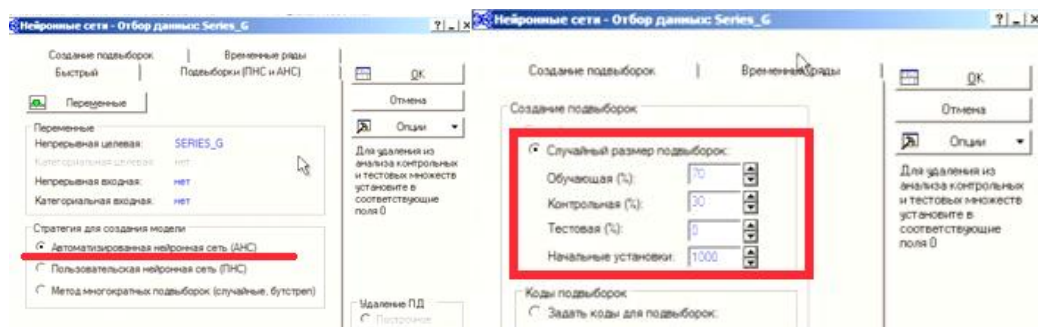 Нейронные сети - Отбор данных: Series_G
Создание подвыборок
Временные ряды
Быстрый
Подвыборки (ПНС и АНС)
Переменные
Переменные
Непрерывная целевая: SERIES_G
Категориальная целевая: нет
Непрерывная входная: нет
Категориальная входная: нет
Стратегия для создания модели
Автоматизированная нейронная сеть (АНС)
Пользовательская нейронная сеть (ПНС)
Метод многократных подвыборок (случайные, бутстреп)
OK
Отмена
Опции
Для удаления из
анализа контрольных
и тестовых множеств
установите в
соответствующие
поля 0
Удаление ПД
Построчное
Нейронные сети - Отбор данных: Series_G
Создание подвыборок
Временные ряды
Создание подвыборок
Случайный размер подвыборок:
Обучающая (%): 70
Контрольная (%): 30
Тестовая (%): 0
Начальные установки: 1000
Коды подвыборок
Задать коды для подвыборок:
OK
Отмена
Опции
Для удаления из
анализа контрольных
и тестовых множеств
установите в
соответствующие
поля 0